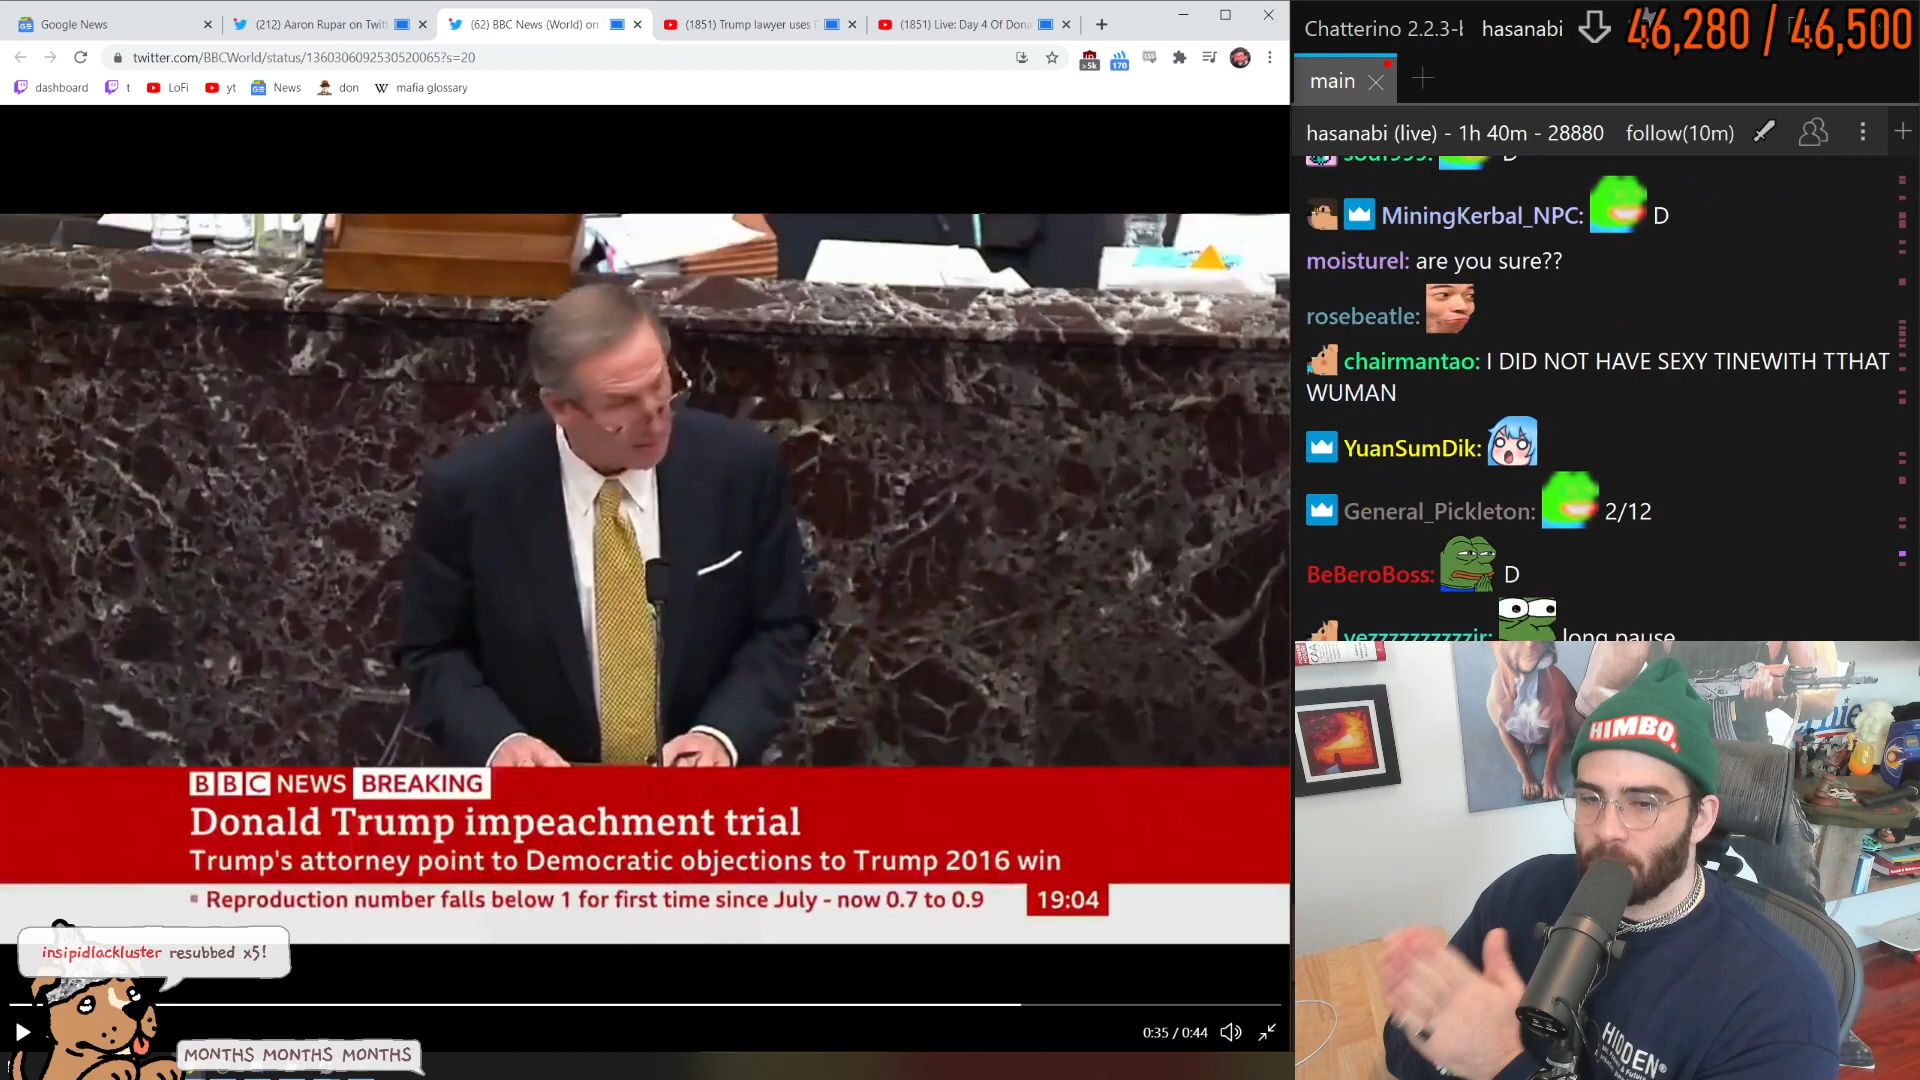 Google News
(212) Aaron Rupar on Twitt
(62) BBC News (World) on
(1851) Trump lawyer uses
(1851) Live: Day 4 Of Dona
twitter.com/BBCWorld/status/1360306092530520065?s=20
>5k
170
dashboard
t
LoFi
yt
News
don
mafia glossary
BBC NEWS BREAKING
Donald Trump impeachment trial
Trump's attorney point to Democratic objections to Trump 2016 win
Reproduction number falls below 1 for first time since July - now 0.7 to 0.9
19:04
insipidlackluster resubbed x5!
MONTHS MONTHS MONTHS
0:35 / 0:44
Chatterino 2.2.3-b
hasanabi
46,280 / 46,500
main
hasanabi (live) - 1h 40m - 28880
follow(10m)
D
MiningKerbal_NPC: D
moisturel: are you sure??
rosebeatle:
chairmantao: I DID NOT HAVE SEXY TINEWITH TTHAT
WUMAN
YuanSumDik:
General_Pickleton: 2/12
BeBeroBoss: D
long pause
HIMBO.
HIDDEN